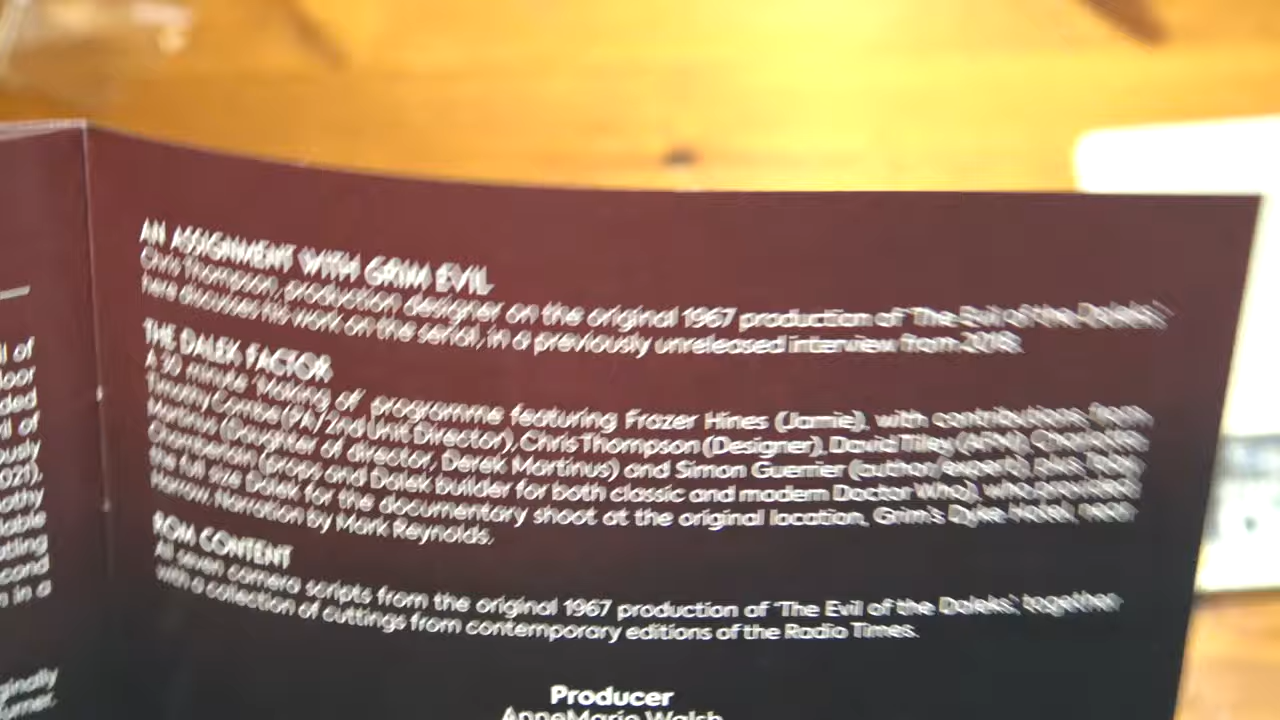 AN ASSIGNMENT WITH GRIM EVIL
Chris Thompson, production designer on the original 1967 production of 'The Evil of the Daleks,'
here discusses his work on the serial, in a previously unreleased interview from 2018.
THE DALEK FACTOR
A 30 minute 'Making of' programme featuring Frazer Hines (Jamie), with contributions from
Timothy Combe (PA / 2nd Unit Director), Chris Thompson (Designer), David Tilley (AFM), Charlotte
Martinus (daughter of director, Derek Martinus) and Simon Guerrier (author/expert), plus Toby
Chamerlain (props and Dalek builder for both classic and modern Doctor Who), who provided
the full size Dalek for the documentary shoot at the original location, Grim's Dyke Hotel, near
Harrow. Narration by Mark Reynolds.
ROM CONTENT
All seven camera scripts from the original 1967 production of 'The Evil of the Daleks,' together
with a collection of cuttings from contemporary editions of the Radio Times.
Producer
AnneMarie Walsh